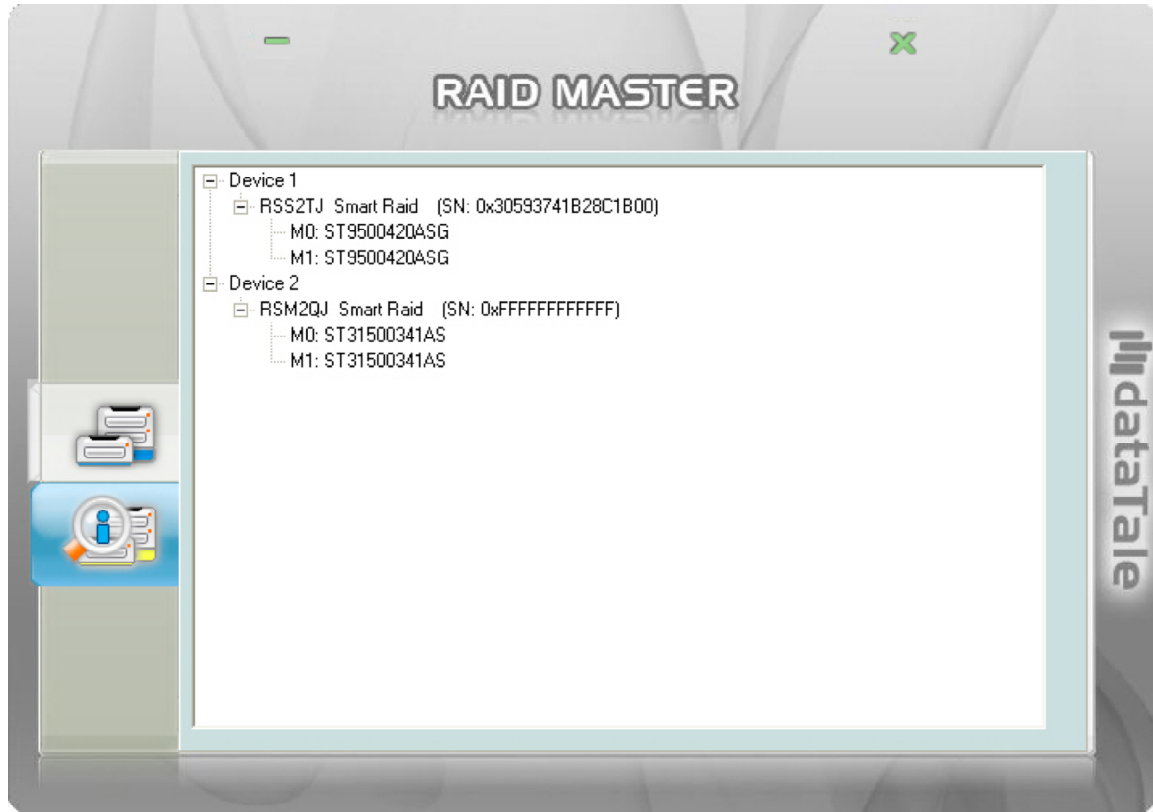 RAID MASTER
Device 1
RSS2TJ Smart Raid (SN: 0x30593741B28C1B00)
M0: ST9500420ASG
M1: ST9500420ASG
Device 2
RSM2QJ Smart Raid (SN: 0xFFFFFFFFFFFF)
M0: ST31500341AS
M1: ST31500341AS
dataTale